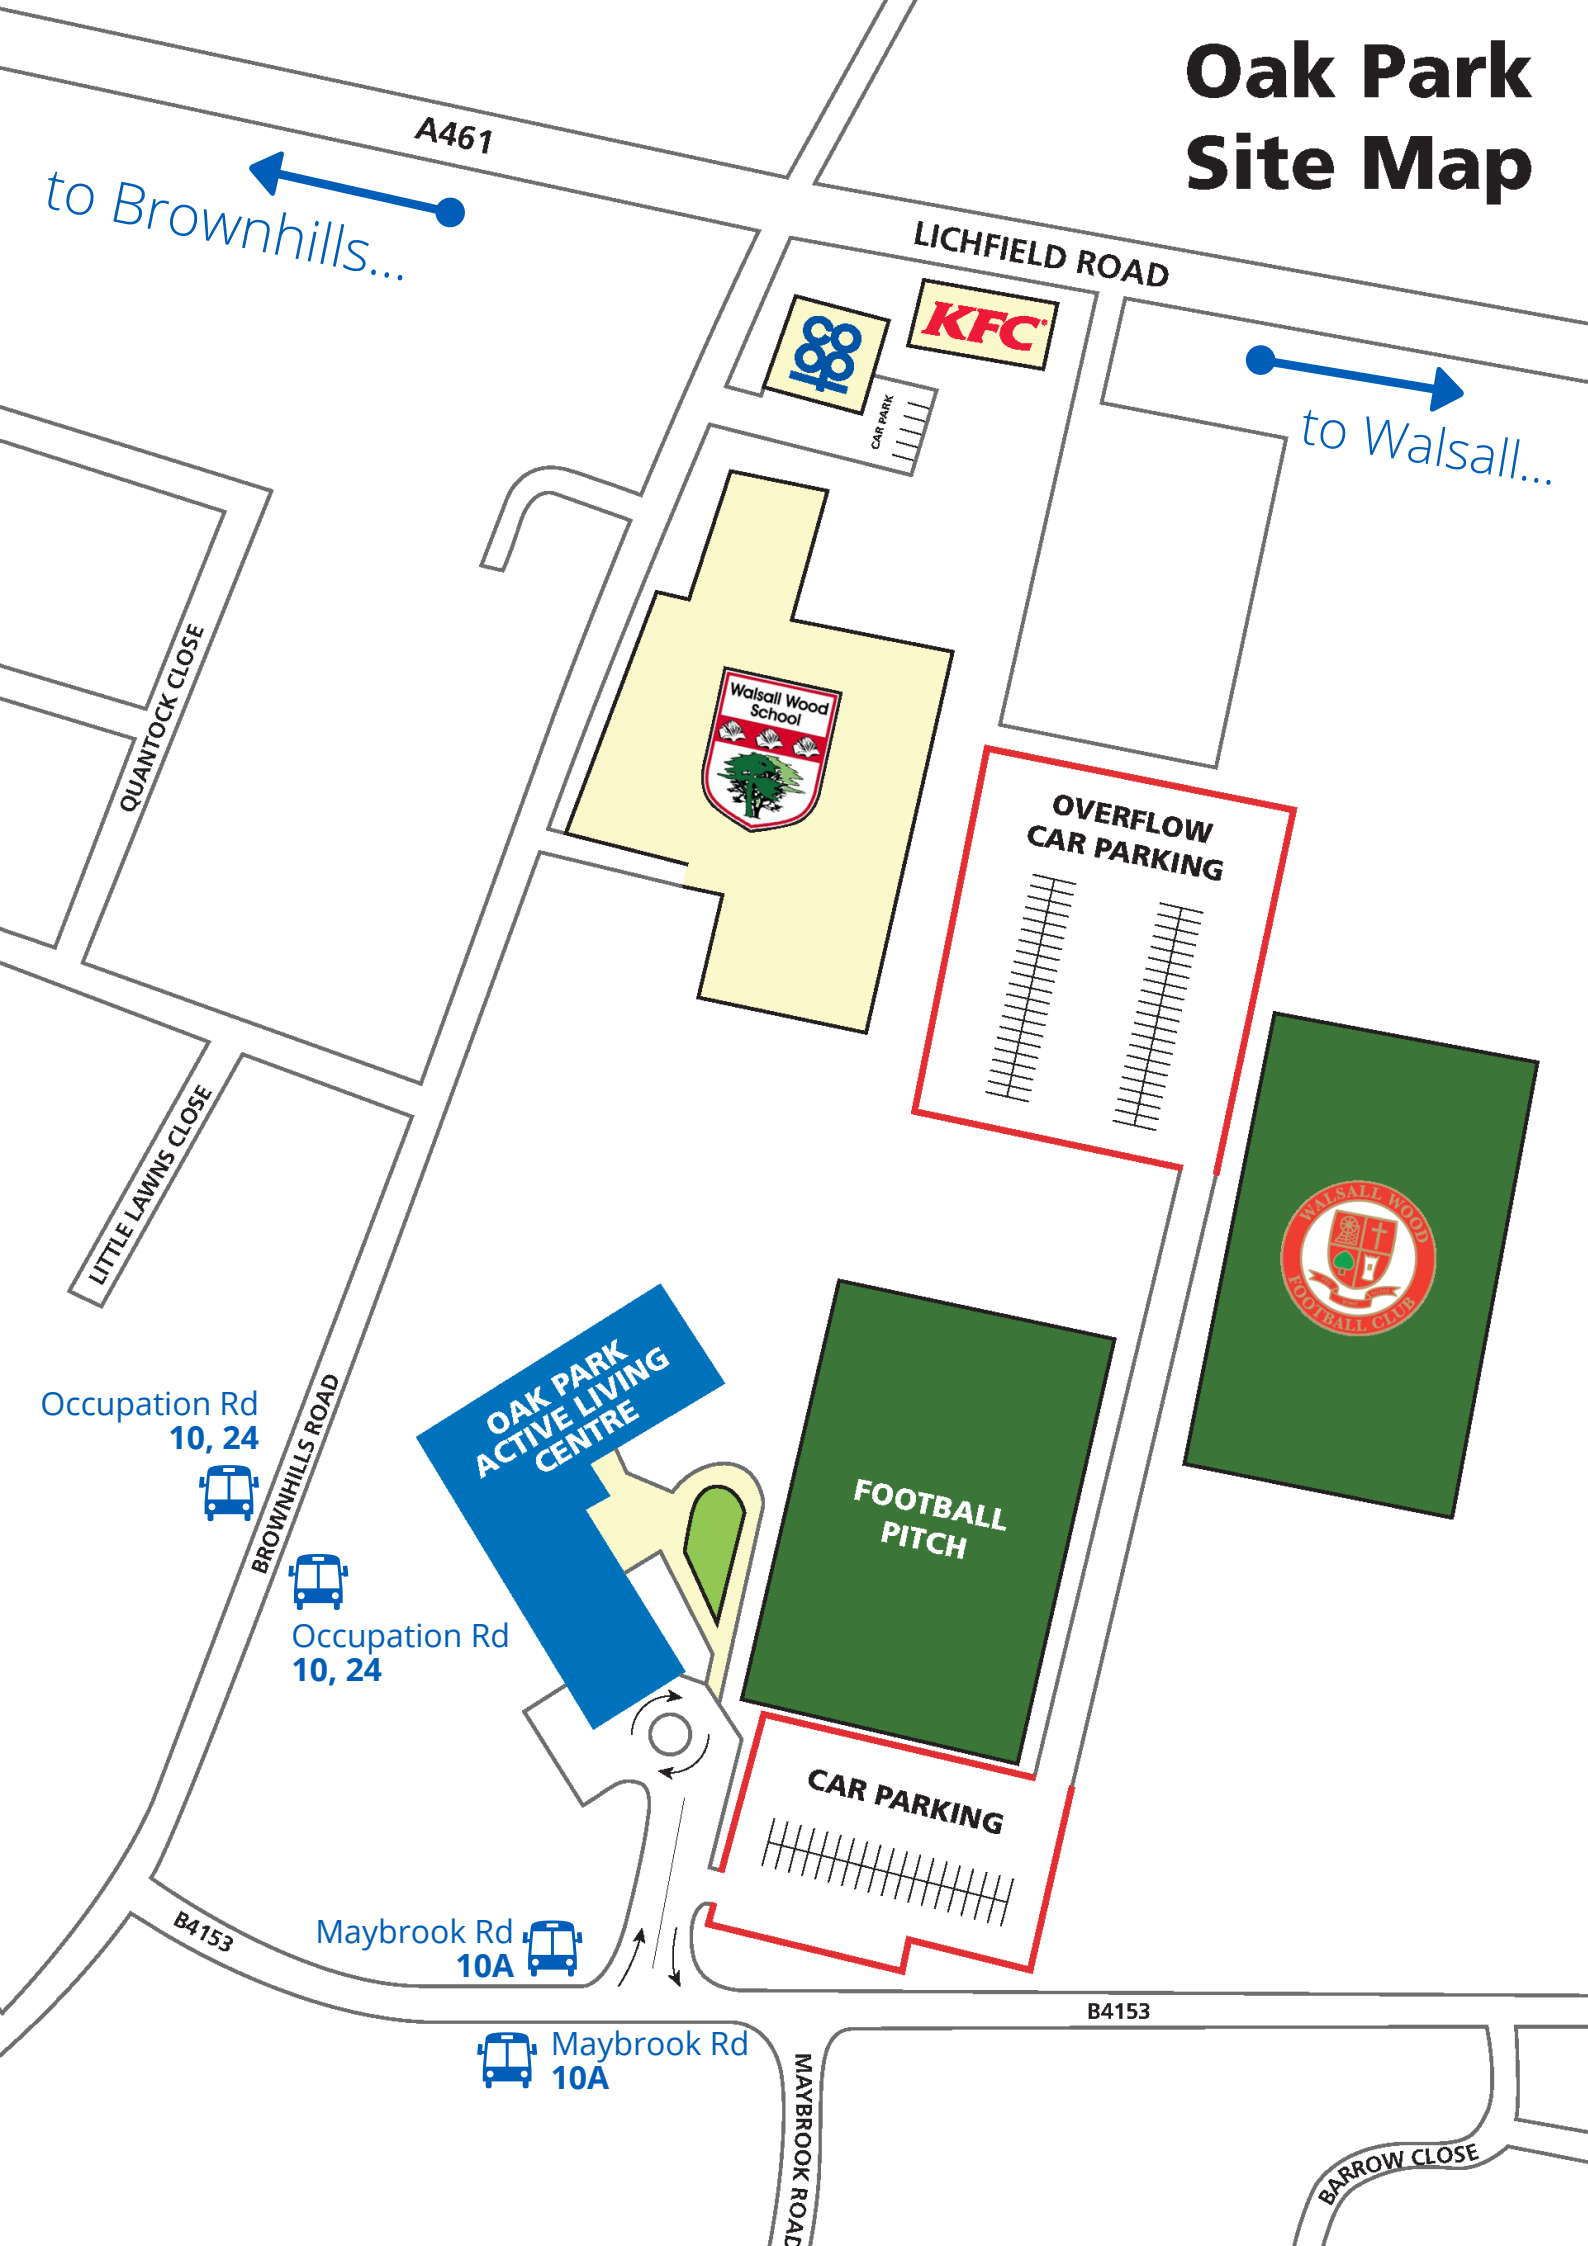 Oak Park
Site Map
A461
to Brownhills...
LICHFIELD ROAD
to Walsall...
KFC
co
op
CAR PARK
QUANTOCK CLOSE
Walsall Wood
School
OVERFLOW
CAR PARKING
LITTLE LAWNS CLOSE
WALSALL WOOD
FOOTBALL CLUB
OAK PARK
ACTIVE LIVING
CENTRE
Occupation Rd
10, 24
BROWNHILLS ROAD
FOOTBALL
PITCH
Occupation Rd
10, 24
CAR PARKING
B4153
Maybrook Rd
10A
B4153
Maybrook Rd
10A
MAYBROOK ROAD
BARROW CLOSE